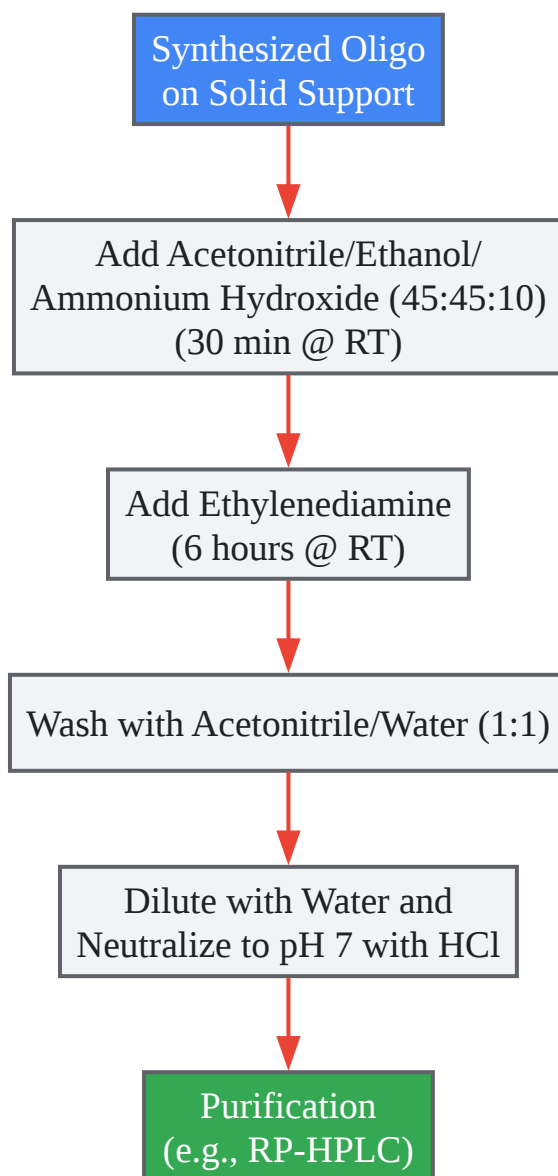 Synthesized Oligo
on Solid Support
Add Acetonitrile/Ethanol/
Ammonium Hydroxide (45:45:10)
(30 min @ RT)
Add Ethylenediamine
(6 hours @ RT)
Wash with Acetonitrile/Water (1:1)
Dilute with Water and
Neutralize to pH 7 with HCl
Purification
(e.g., RP-HPLC)